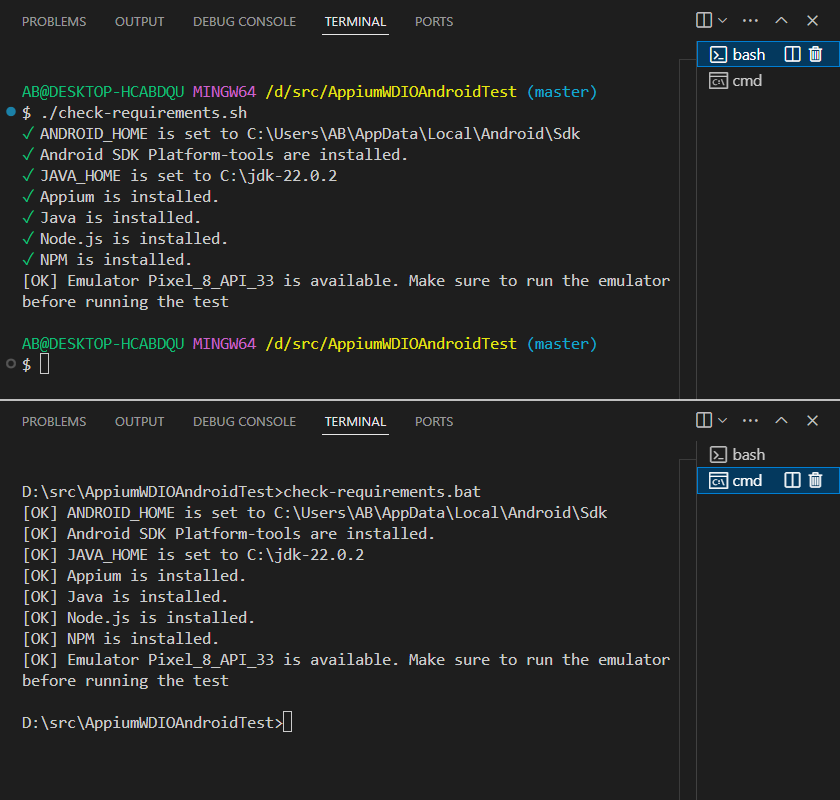 PROBLEMS OUTPUT DEBUG CONSOLE TERMINAL PORTS
bash
cmd
AB@DESKTOP-HCABDQU MINGW64 /d/src/AppiumWDIOAndroidTest (master)
$ ./check-requirements.sh
✓ ANDROID_HOME is set to C:\Users\AB\AppData\Local\Android\Sdk
✓ Android SDK Platform-tools are installed.
✓ JAVA_HOME is set to C:\jdk-22.0.2
✓ Appium is installed.
✓ Java is installed.
✓ Node.js is installed.
✓ NPM is installed.
[OK] Emulator Pixel_8_API_33 is available. Make sure to run the emulator
before running the test
AB@DESKTOP-HCABDQU MINGW64 /d/src/AppiumWDIOAndroidTest (master)
$
PROBLEMS OUTPUT DEBUG CONSOLE TERMINAL PORTS
bash
cmd
D:\src\AppiumWDIOAndroidTest>check-requirements.bat
[OK] ANDROID_HOME is set to C:\Users\AB\AppData\Local\Android\Sdk
[OK] Android SDK Platform-tools are installed.
[OK] JAVA_HOME is set to C:\jdk-22.0.2
[OK] Appium is installed.
[OK] Java is installed.
[OK] Node.js is installed.
[OK] NPM is installed.
[OK] Emulator Pixel_8_API_33 is available. Make sure to run the emulator
before running the test
D:\src\AppiumWDIOAndroidTest>